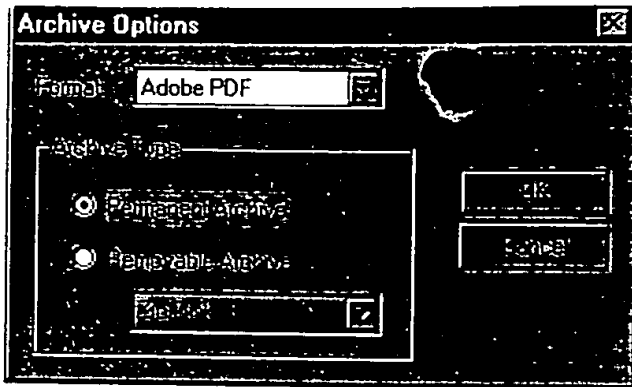 Archive Options
Format
Adobe PDF
Archive Type
Permanent Archive
Removable Archive
OK
Cancel